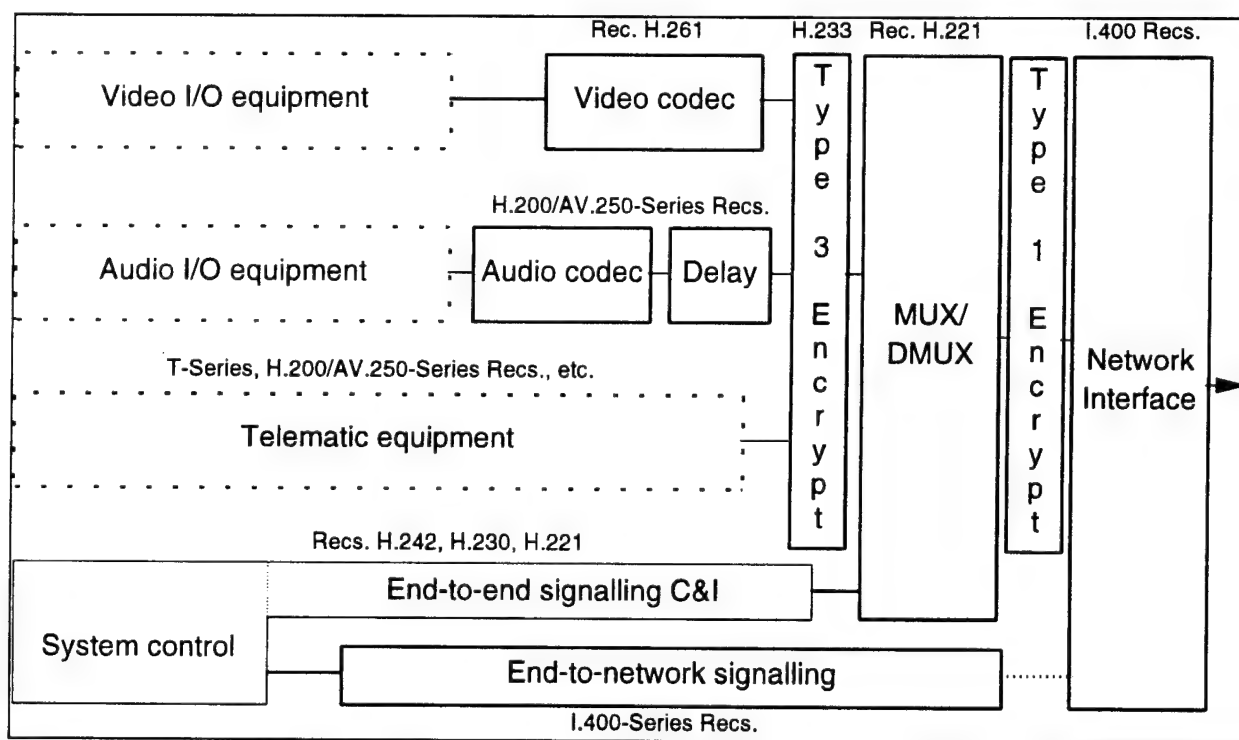 Rec. H.261
H.233
Rec. H.221
I.400 Recs.
Video I/O equipment
Video codec
Type 3 Encrypt
MUX/
DMUX
Type 1 Encrypt
Network
Interface
H.200/AV.250-Series Recs.
Audio I/O equipment
Audio codec
Delay
T-Series, H.200/AV.250-Series Recs., etc.
Telematic equipment
Recs. H.242, H.230, H.221
End-to-end signalling C&I
System control
End-to-network signalling
I.400-Series Recs.